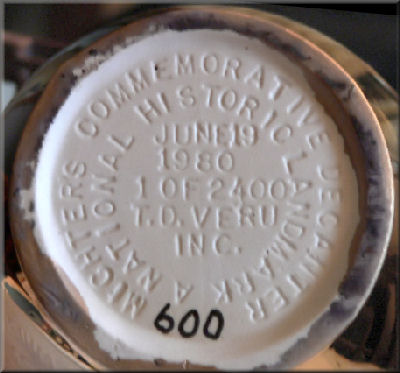 MICHTERS COMMEMORATIVE DECANTER
A NATIONAL HISTORIC LANDMARK
JUNE 19
1980
1 OF 2400
T.D. VERU
INC.
600